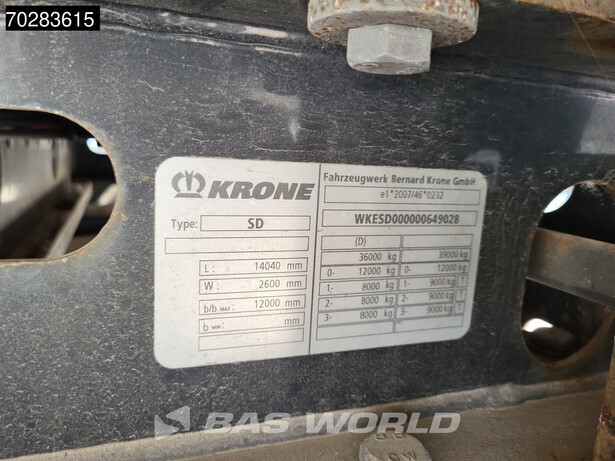 70283615
KRONE
Type: SD
L: 14040 mm
W: 2600 mm
b/b MAX: 12000 mm
b MIN: mm
Fahrzeugwerk Bernard Krone GmbH
e1*2007/46*0232
WKESD000000649028
(D)
36000 kg 39000 kg
0- 12000 kg 0- 12000 kg
1- 8000 kg 1- 9000 kg T
2- 8000 kg 2- 9000 kg T
3- 8000 kg 3- 9000 kg T
BAS WORLD